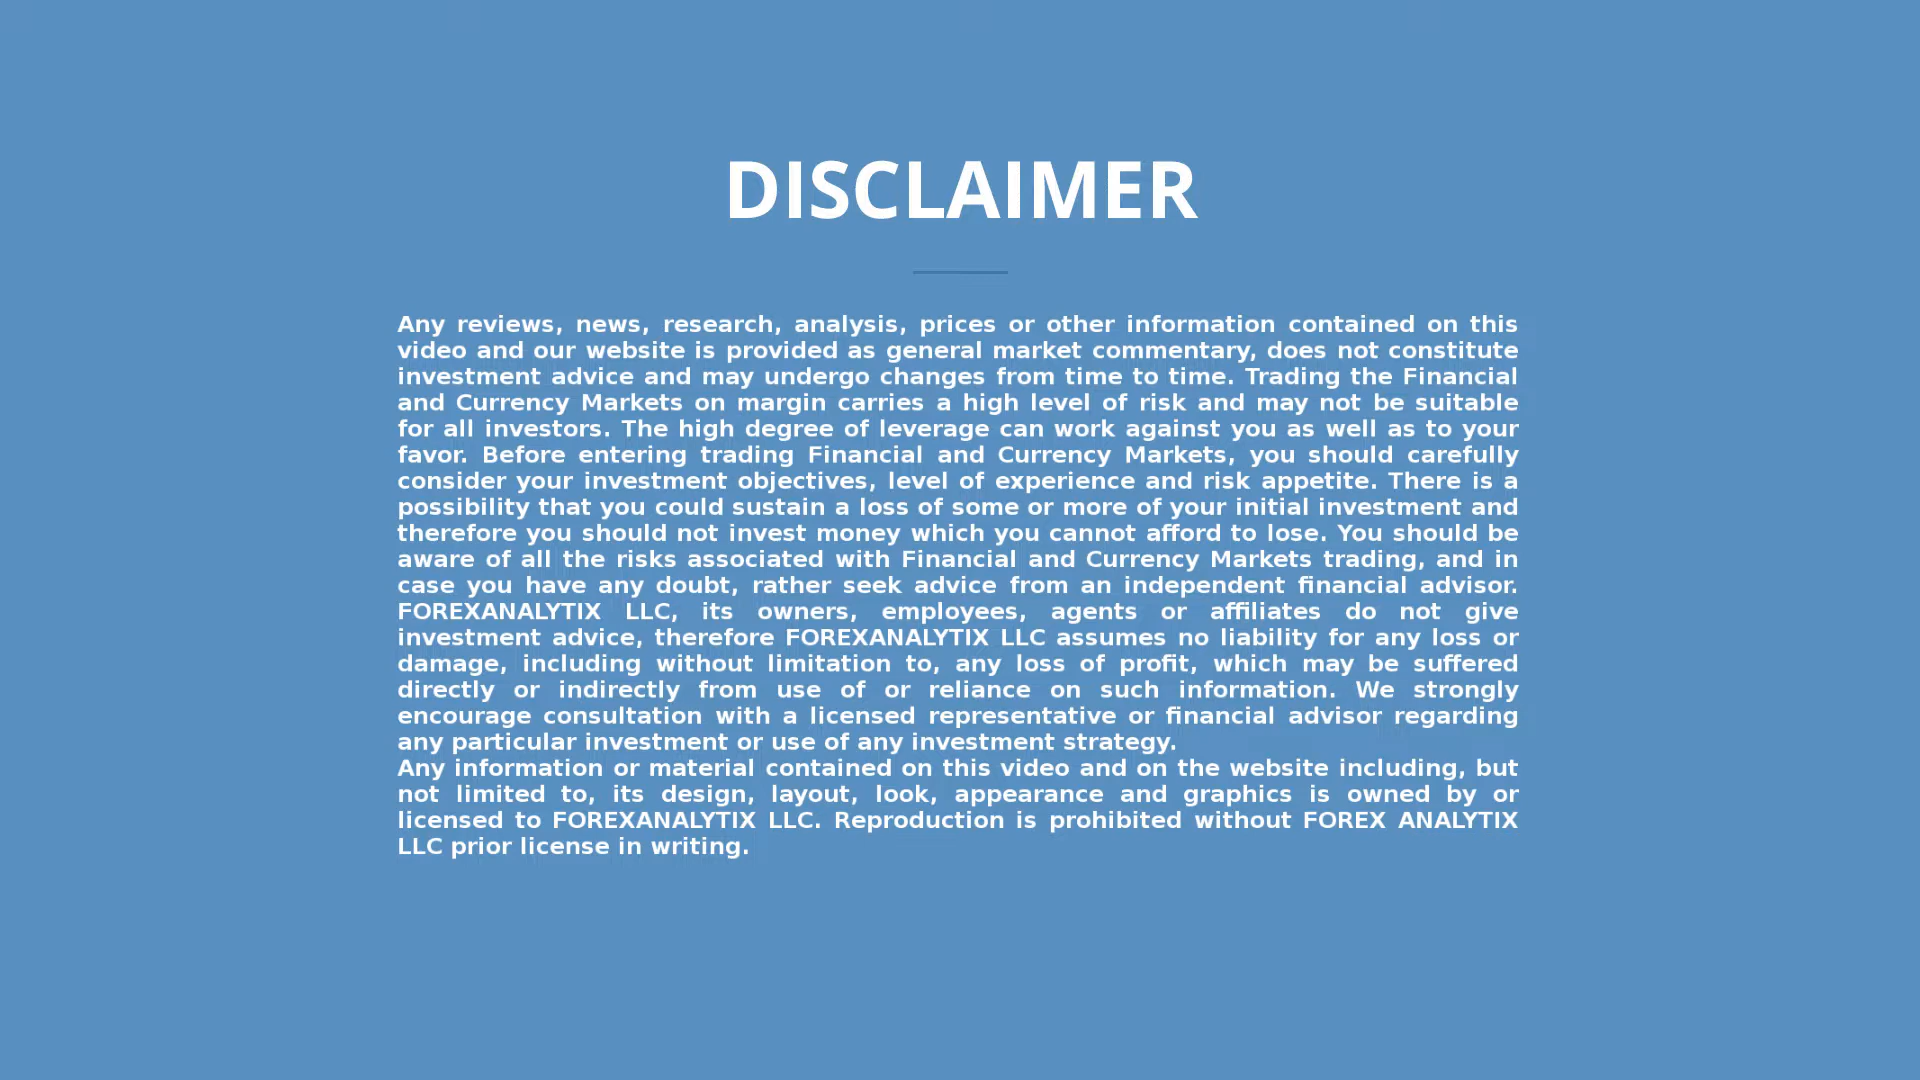 DISCLAIMER
Any reviews, news, research, analysis, prices or other information contained on this
video and our website is provided as general market commentary, does not constitute
investment advice and may undergo changes from time to time. Trading the Financial
and Currency Markets on margin carries a high level of risk and may not be suitable
for all investors. The high degree of leverage can work against you as well as to your
favor. Before entering trading Financial and Currency Markets, you should carefully
consider your investment objectives, level of experience and risk appetite. There is a
possibility that you could sustain a loss of some or more of your initial investment and
therefore you should not invest money which you cannot afford to lose. You should be
aware of all the risks associated with Financial and Currency Markets trading, and in
case you have any doubt, rather seek advice from an independent financial advisor.
FOREXANALYTIX LLC, its owners, employees, agents or affiliates do not give
investment advice, therefore FOREXANALYTIX LLC assumes no liability for any loss or
damage, including without limitation to, any loss of profit, which may be suffered
directly or indirectly from use of or reliance on such information. We strongly
encourage consultation with a licensed representative or financial advisor regarding
any particular investment or use of any investment strategy.
Any information or material contained on this video and on the website including, but
not limited to, its design, layout, look, appearance and graphics is owned by or
licensed to FOREXANALYTIX LLC. Reproduction is prohibited without FOREX ANALYTIX
LLC prior license in writing.